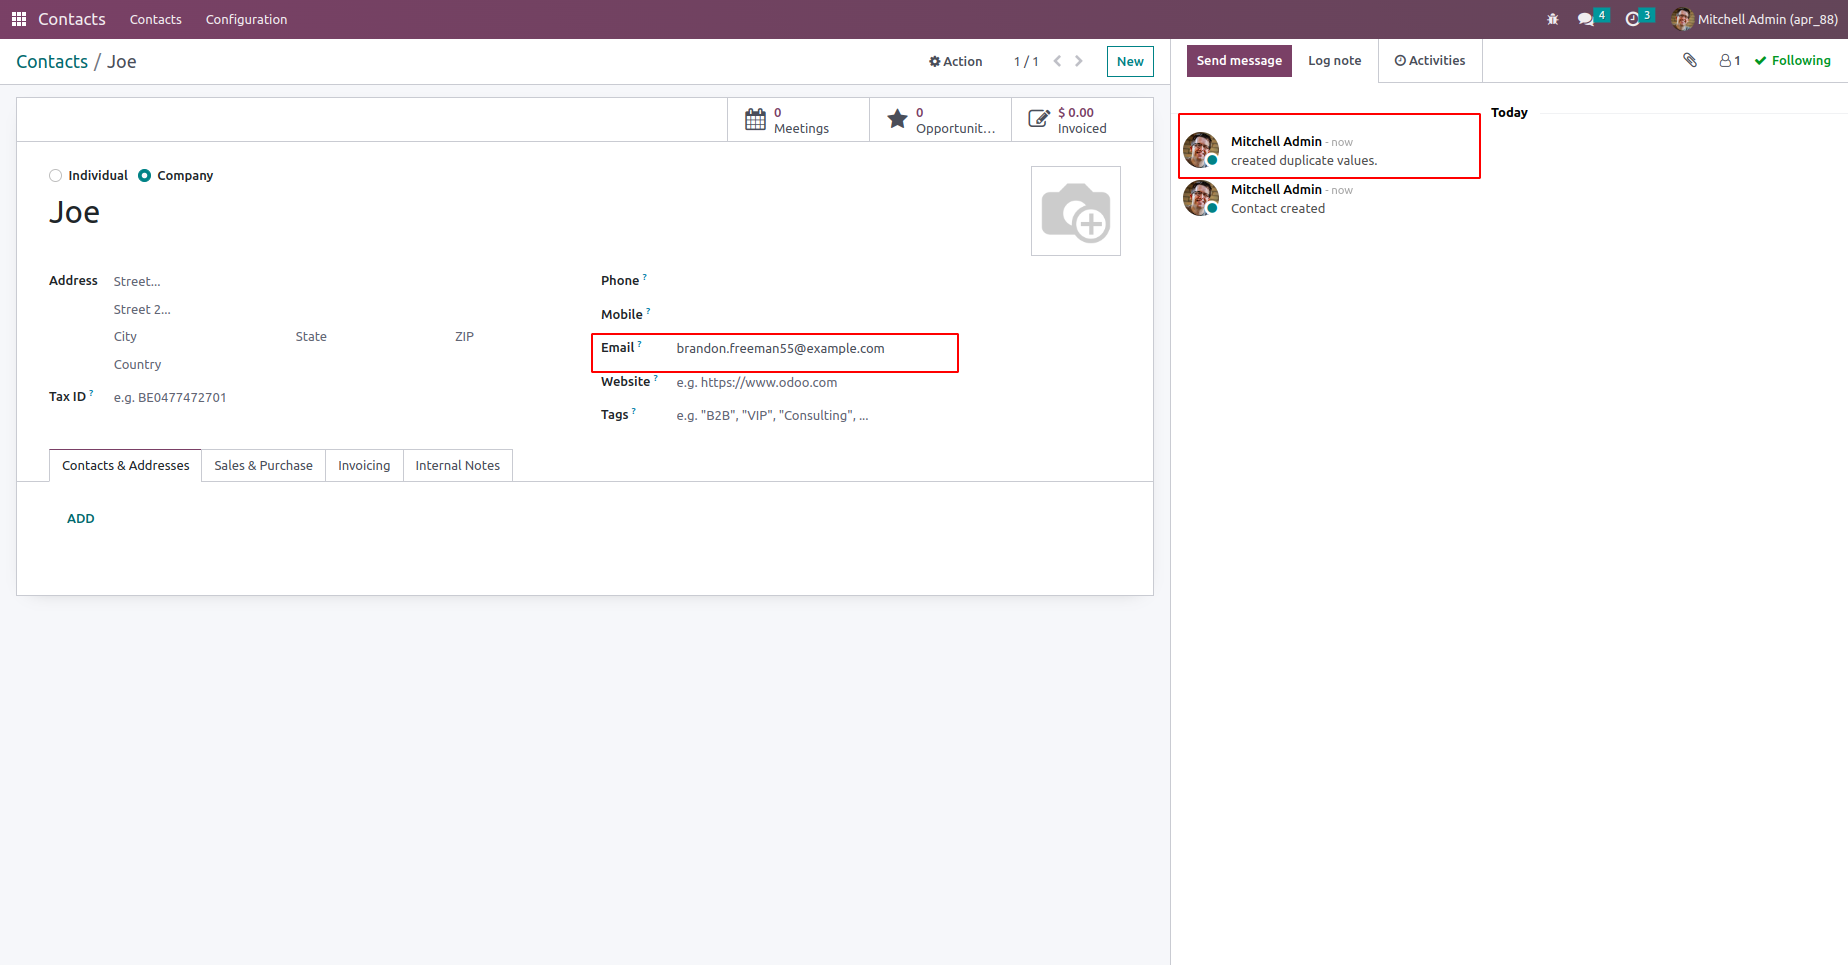 Contacts Contacts Configuration 4 3 Mitchell Admin (apr_88)
Contacts / Joe Action 1 / 1 New
Send message Log note Activities 1 Following
0 Meetings
0 Opportunit...
$ 0.00 Invoiced
Individual Company
Joe
Address Street...
Street 2...
City State ZIP
Country
Tax ID ? e.g. BE0477472701
Phone ?
Mobile ?
Email ? brandon.freeman55@example.com
Website ? e.g. https://www.odoo.com
Tags ? e.g. "B2B", "VIP", "Consulting", ...
Contacts & Addresses Sales & Purchase Invoicing Internal Notes
ADD
Today
Mitchell Admin - now
created duplicate values.
Mitchell Admin - now
Contact created